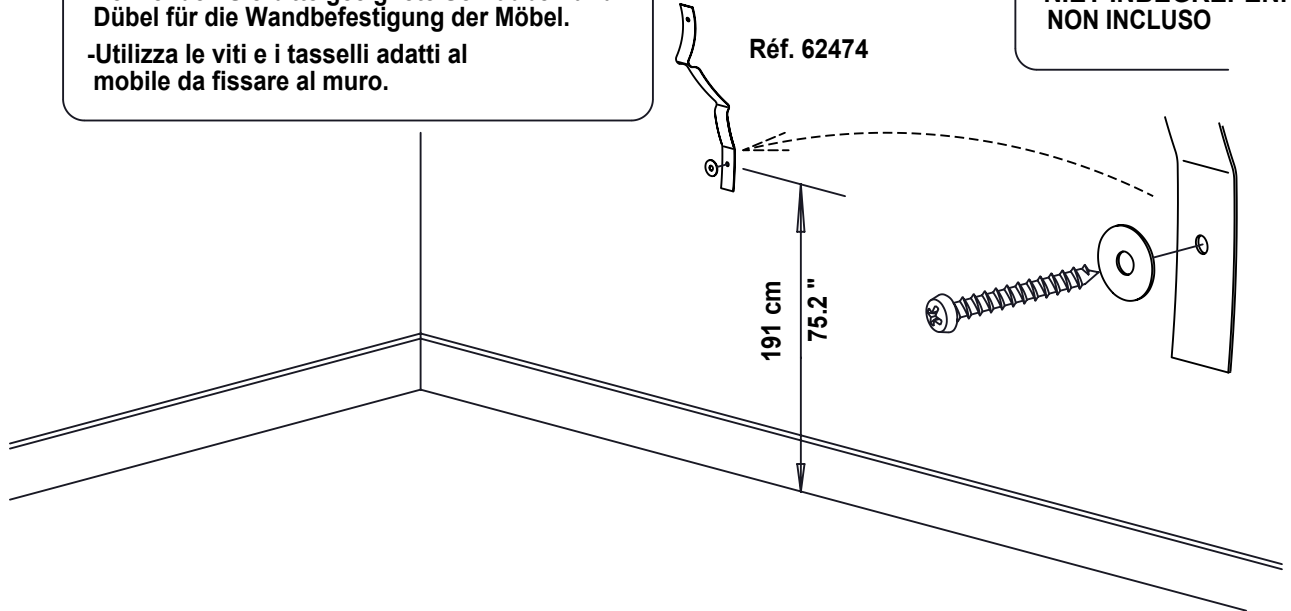 Dübel für die Wandbefestigung der Möbel.
-Utilizza le viti e i tasselli adatti al
mobile da fissare al muro.
Réf. 62474
NON INCLUSO
191 cm
75.2 "